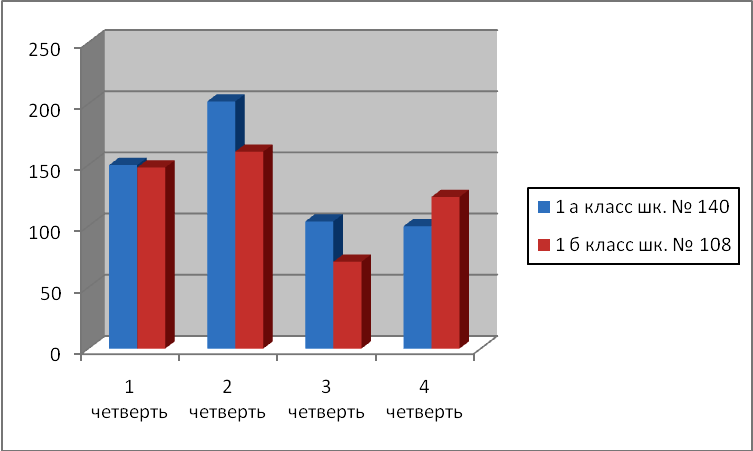 250
200
150
100
50
0
1 четверть
2 четверть
3 четверть
4 четверть
1 а класс шк. № 140
1 б класс шк. № 108